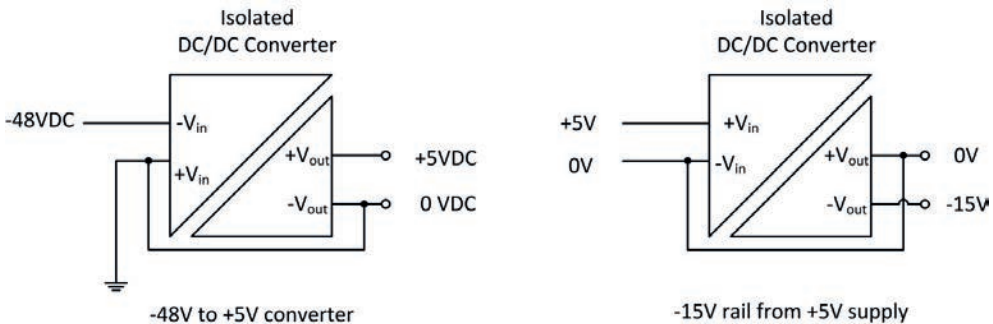 Isolated
DC/DC Converter
-48VDC
-Vin
+Vin
+Vout
-Vout
+5VDC
0 VDC
-48V to +5V converter
Isolated
DC/DC Converter
+5V
0V
+Vin
-Vin
+Vout
-Vout
0V
-15V
-15V rail from +5V supply